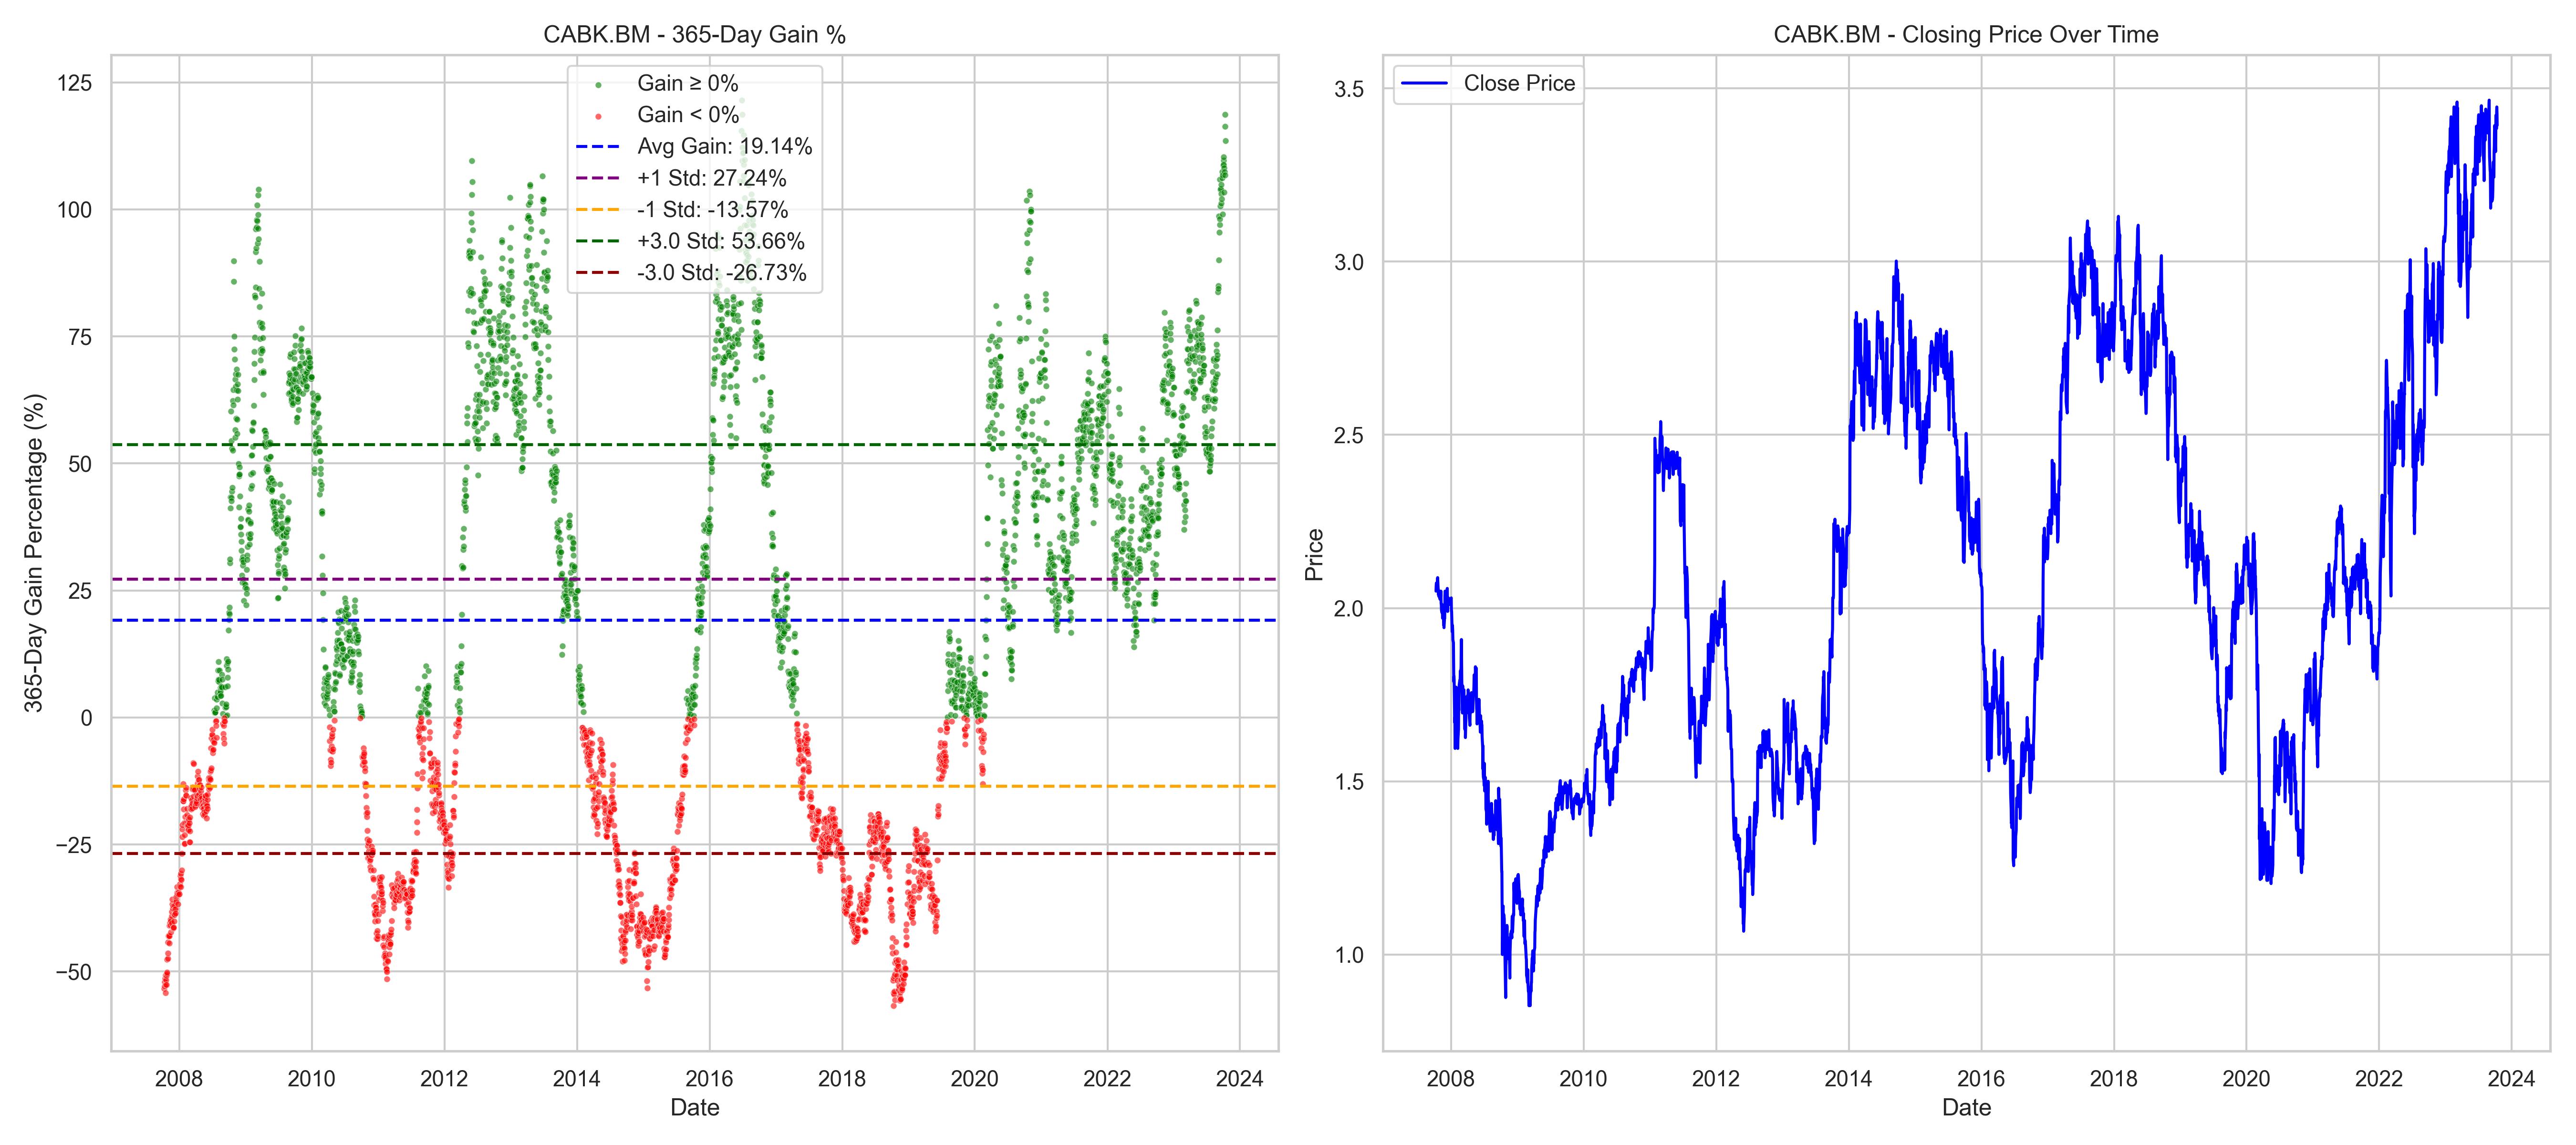 CABK.BM - 365-Day Gain %
125
100
75
50
25
0
−25
−50
365-Day Gain Percentage (%)
Gain ≥ 0%
Gain < 0%
Avg Gain: 19.14%
+1 Std: 27.24%
-1 Std: -13.57%
+3.0 Std: 53.66%
-3.0 Std: -26.73%
2008 2010 2012 2014 2016 2018 2020 2022 2024
Date
CABK.BM - Closing Price Over Time
3.5
3.0
2.5
2.0
1.5
1.0
Price
Close Price
2008 2010 2012 2014 2016 2018 2020 2022 2024
Date